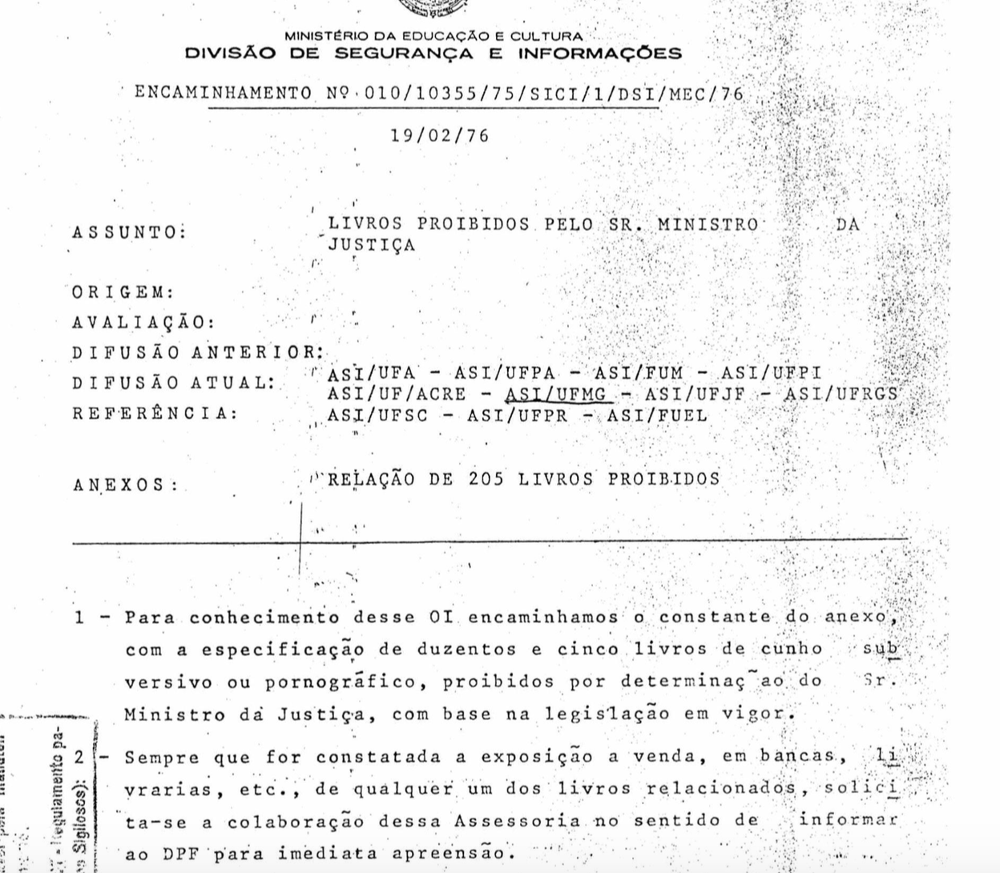 MINISTÉRIO DA EDUCAÇÃO E CULTURA
DIVISÃO DE SEGURANÇA E INFORMAÇÕES
ENCAMINHAMENTO Nº 010/10355/75/SICI/1/DSI/MEC/76
19/02/76
ASSUNTO: LIVROS PROIBIDOS PELO SR. MINISTRO DA
JUSTIÇA
ORIGEM:
AVALIAÇÃO:
DIFUSÃO ANTERIOR:
DIFUSÃO ATUAL: ASI/UFA - ASI/UFPA - ASI/FUM - ASI/UFPI
ASI/UF/ACRE - ASI/UFMG - ASI/UFJF - ASI/UFRGS
REFERÊNCIA: ASI/UFSC - ASI/UFPR - ASI/FUEL
ANEXOS: RELAÇÃO DE 205 LIVROS PROIBIDOS
1 - Para conhecimento desse OI encaminhamos o constante do anexo,
com a especificação de duzentos e cinco livros de cunho sub
versivo ou pornográfico, proibidos por determinaç~ao do Sr.
Ministro da Justiça, com base na legislação em vigor.
2 - Sempre que for constatada a exposição a venda, em bancas, li
vrarias, etc., de qualquer um dos livros relacionados, solici
ta-se a colaboração dessa Assessoria no sentido de informar
ao DPF para imediata apreensão.
Regulamento pa-
Sigilosos):